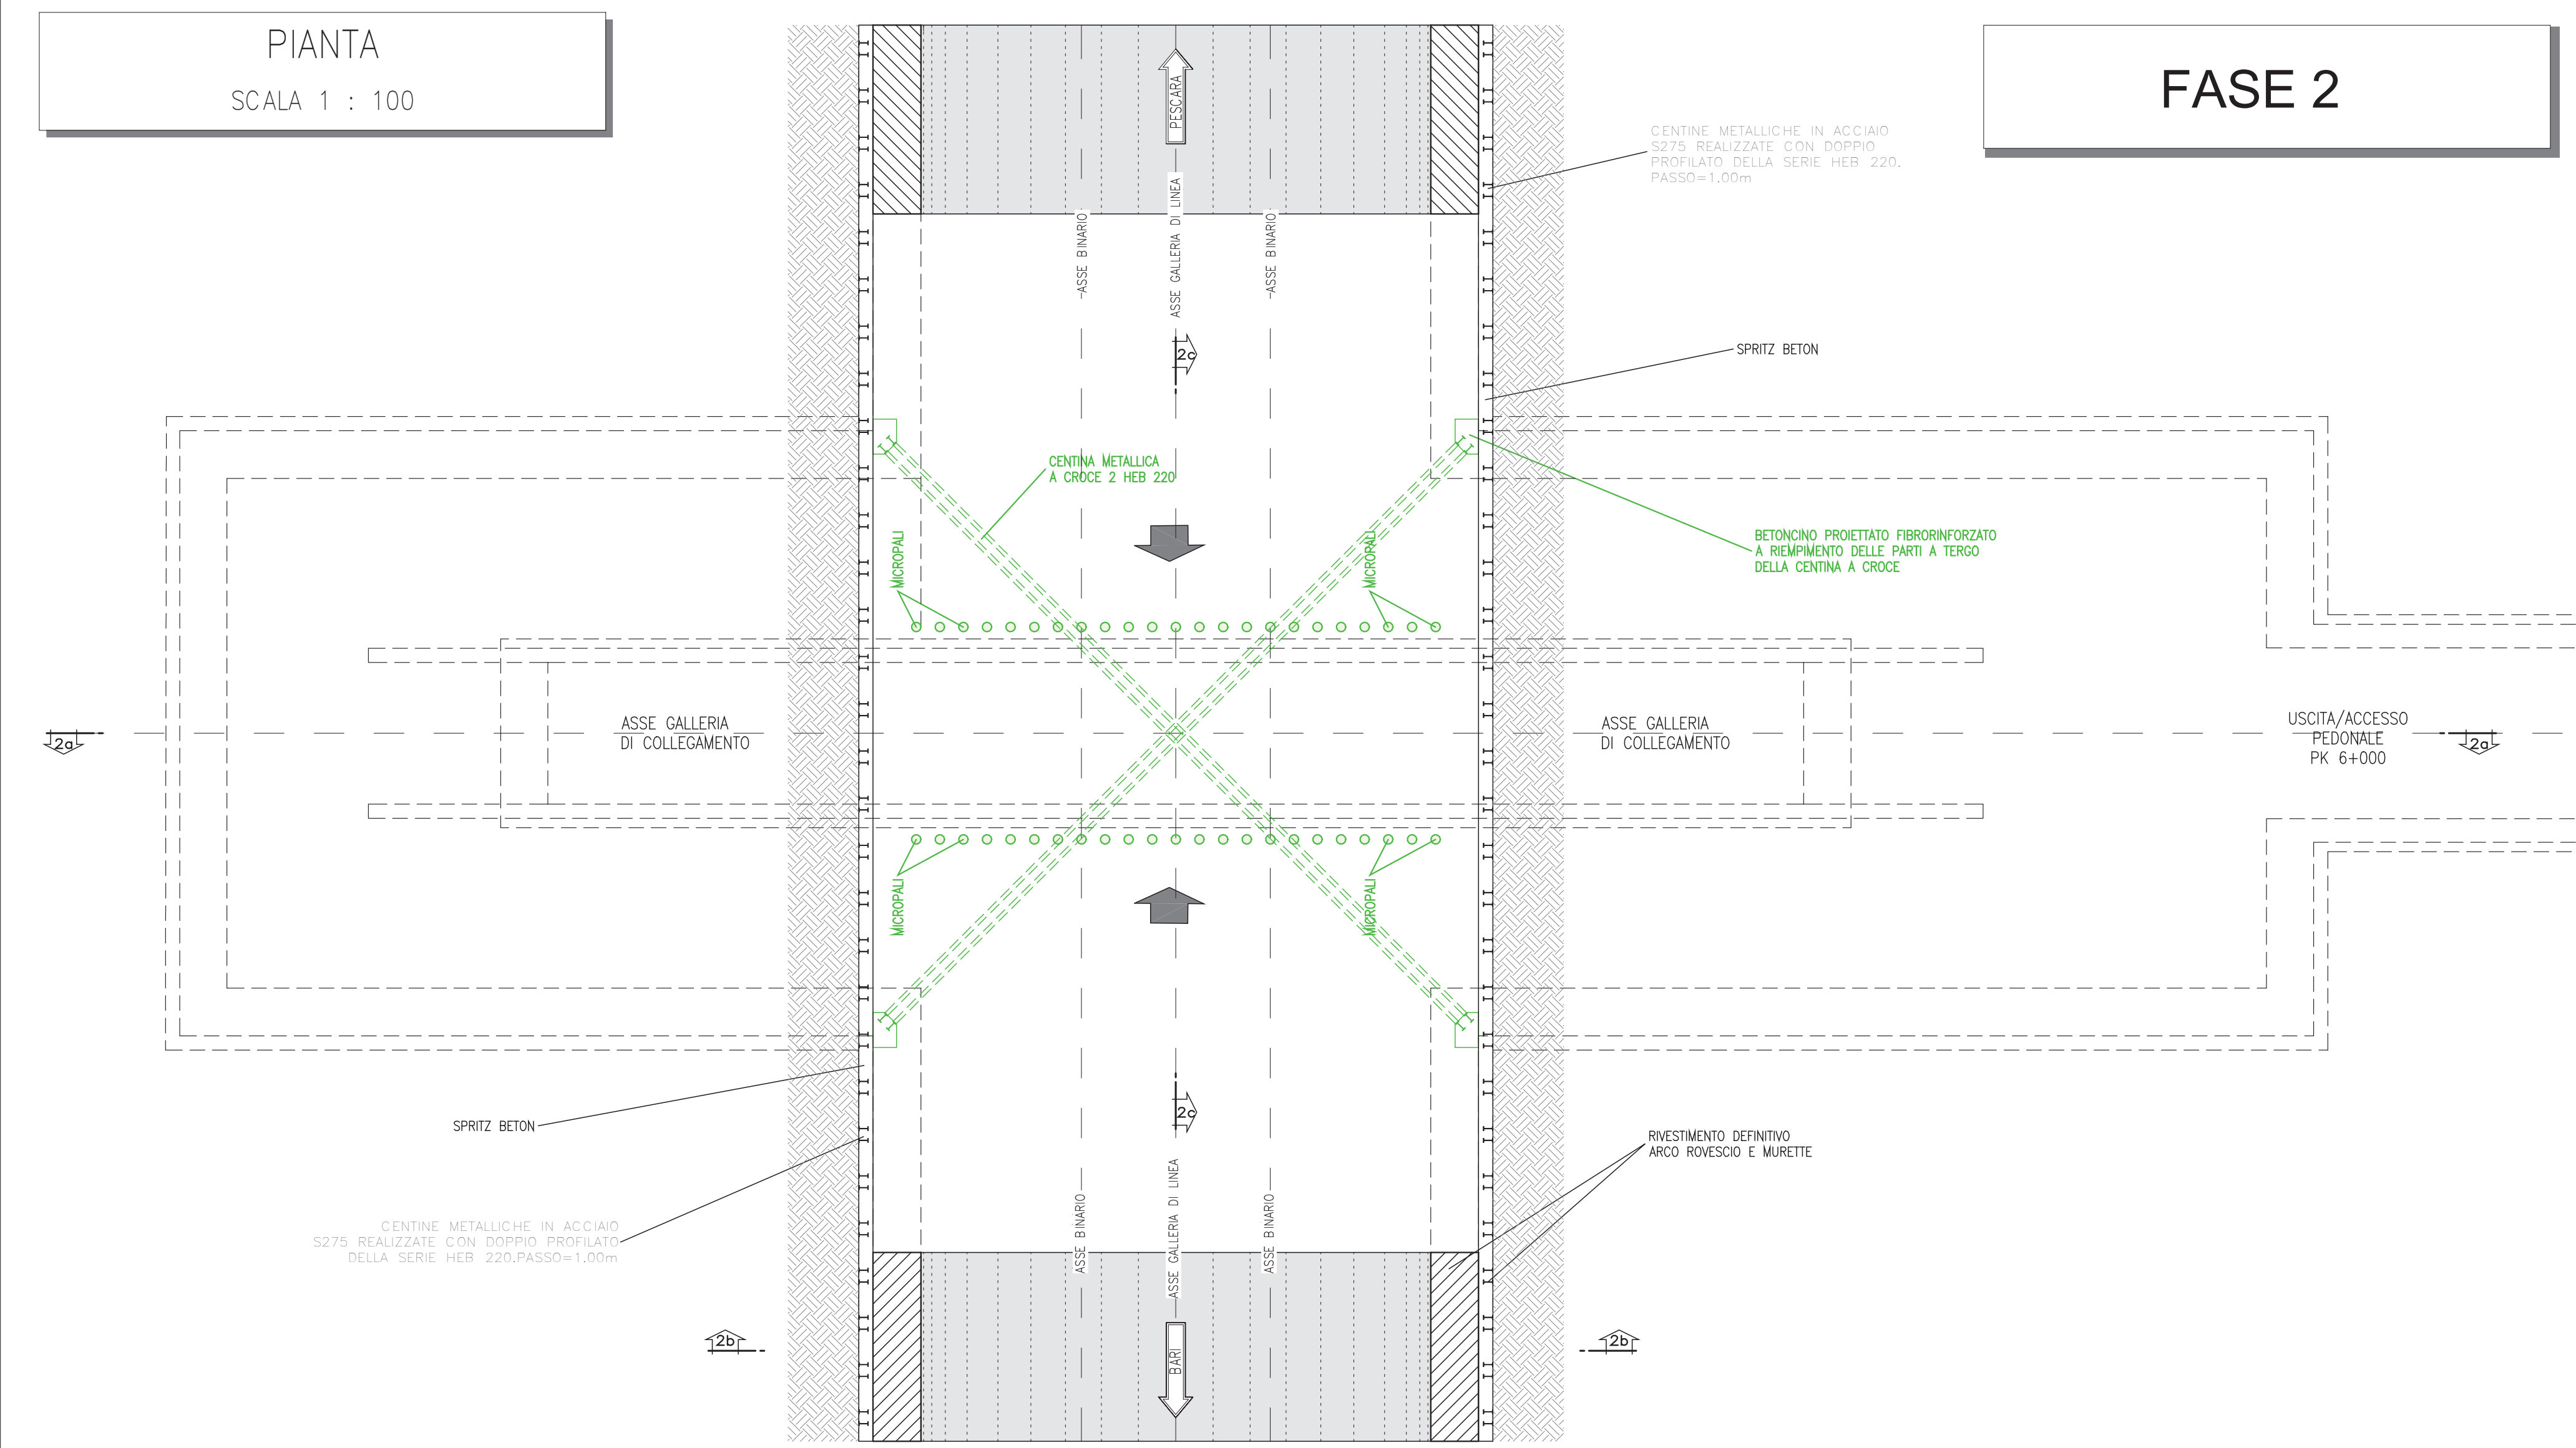 PIANTA
SCALA 1 : 100
FASE 2
PESCARA
CENTINE METALLICHE IN ACCIAIO
S275 REALIZZATE CON DOPPIO
PROFILATO DELLA SERIE HEB 220.
PASSO=1.00m
ASSE BINARIO
ASSE GALLERIA DI LINEA
ASSE BINARIO
2c
SPRITZ BETON
CENTINA METALLICA
A CROCE 2 HEB 220
MICROPALI
MICROPALI
BETONCINO PROIETTATO FIBRORINFORZATO
A RIEMPIMENTO DELLE PARTI A TERGO
DELLA CENTINA A CROCE
2a
ASSE GALLERIA
DI COLLEGAMENTO
ASSE GALLERIA
DI COLLEGAMENTO
USCITA/ACCESSO
PEDONALE
PK 6+000
2a
MICROPALI
MICROPALI
2c
SPRITZ BETON
RIVESTIMENTO DEFINITIVO
ARCO ROVESCIO E MURETTE
ASSE BINARIO
ASSE GALLERIA DI LINEA
ASSE BINARIO
CENTINE METALLICHE IN ACCIAIO
S275 REALIZZATE CON DOPPIO PROFILATO
DELLA SERIE HEB 220.PASSO=1.00m
2b
BARI
2b